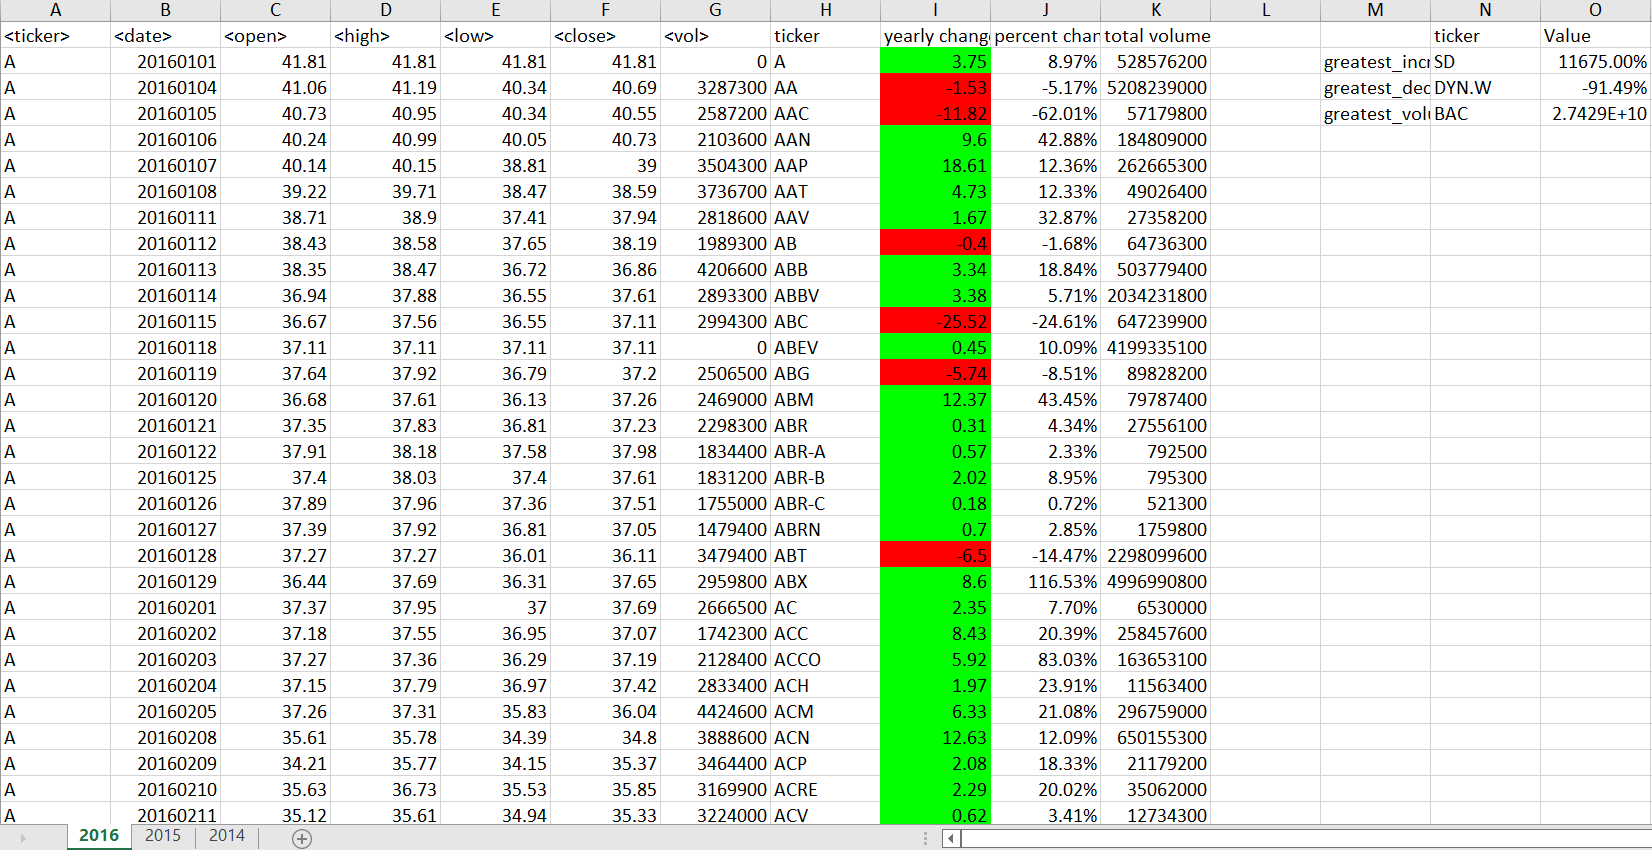 A B C D E F G H I J K L M N O
<ticker> <date> <open> <high> <low> <close> <vol> ticker yearly chang percent chan total volume ticker Value
A 20160101 41.81 41.81 41.81 41.81 0 A 3.75 8.97% 528576200 greatest_incr SD 11675.00%
A 20160104 41.06 41.19 40.34 40.69 3287300 AA -1.53 -5.17% 5208239000 greatest_dec DYN.W -91.49%
A 20160105 40.73 40.95 40.34 40.55 2587200 AAC -11.82 -62.01% 57179800 greatest_volu BAC 2.7429E+10
A 20160106 40.24 40.99 40.05 40.73 2103600 AAN 9.6 42.88% 184809000
A 20160107 40.14 40.15 38.81 39 3504300 AAP 18.61 12.36% 262665300
A 20160108 39.22 39.71 38.47 38.59 3736700 AAT 4.73 12.33% 49026400
A 20160111 38.71 38.9 37.41 37.94 2818600 AAV 1.67 32.87% 27358200
A 20160112 38.43 38.58 37.65 38.19 1989300 AB -0.4 -1.68% 64736300
A 20160113 38.35 38.47 36.72 36.86 4206600 ABB 3.34 18.84% 503779400
A 20160114 36.94 37.88 36.55 37.61 2893300 ABBV 3.38 5.71% 2034231800
A 20160115 36.67 37.56 36.55 37.11 2994300 ABC -25.52 -24.61% 647239900
A 20160118 37.11 37.11 37.11 37.11 0 ABEV 0.45 10.09% 4199335100
A 20160119 37.64 37.92 36.79 37.2 2506500 ABG -5.74 -8.51% 89828200
A 20160120 36.68 37.61 36.13 37.26 2469000 ABM 12.37 43.45% 79787400
A 20160121 37.35 37.83 36.81 37.23 2298300 ABR 0.31 4.34% 27556100
A 20160122 37.91 38.18 37.58 37.98 1834400 ABR-A 0.57 2.33% 792500
A 20160125 37.4 38.03 37.4 37.61 1831200 ABR-B 2.02 8.95% 795300
A 20160126 37.89 37.96 37.36 37.51 1755000 ABR-C 0.18 0.72% 521300
A 20160127 37.39 37.92 36.81 37.05 1479400 ABRN 0.7 2.85% 1759800
A 20160128 37.27 37.27 36.01 36.11 3479400 ABT -6.5 -14.47% 2298099600
A 20160129 36.44 37.69 36.31 37.65 2959800 ABX 8.6 116.53% 4996990800
A 20160201 37.37 37.95 37 37.69 2666500 AC 2.35 7.70% 6530000
A 20160202 37.18 37.55 36.95 37.07 1742300 ACC 8.43 20.39% 258457600
A 20160203 37.27 37.36 36.29 37.19 2128400 ACCO 5.92 83.03% 163653100
A 20160204 37.15 37.79 36.97 37.42 2833400 ACH 1.97 23.91% 11563400
A 20160205 37.26 37.31 35.83 36.04 4424600 ACM 6.33 21.08% 296759000
A 20160208 35.61 35.78 34.39 34.8 3888600 ACN 12.63 12.09% 650155300
A 20160209 34.21 35.77 34.15 35.37 3464400 ACP 2.08 18.33% 21179200
A 20160210 35.63 36.73 35.53 35.85 3169900 ACRE 2.29 20.02% 35062000
A 20160211 35.12 35.61 34.94 35.33 3224000 ACV 0.62 3.41% 12734300
2016 2015 2014